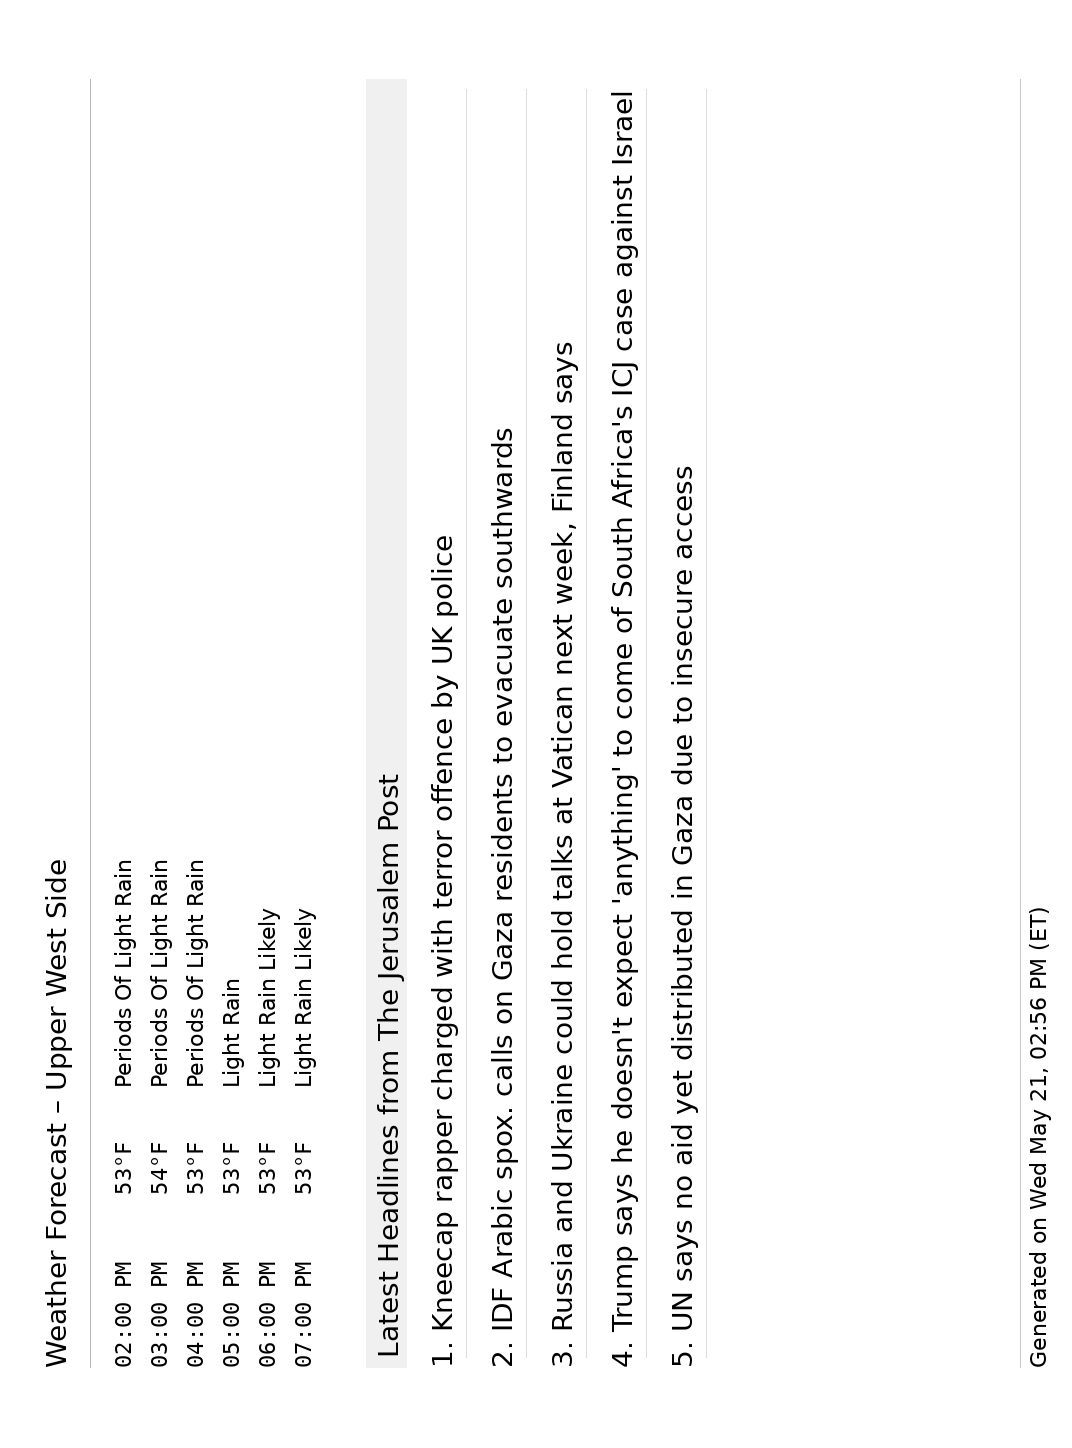 Weather Forecast – Upper West Side
02:00 PM 53°F Periods Of Light Rain
03:00 PM 54°F Periods Of Light Rain
04:00 PM 53°F Periods Of Light Rain
05:00 PM 53°F Light Rain
06:00 PM 53°F Light Rain Likely
07:00 PM 53°F Light Rain Likely
Latest Headlines from The Jerusalem Post
1. Kneecap rapper charged with terror offence by UK police
2. IDF Arabic spox. calls on Gaza residents to evacuate southwards
3. Russia and Ukraine could hold talks at Vatican next week, Finland says
4. Trump says he doesn't expect 'anything' to come of South Africa's ICJ case against Israel
5. UN says no aid yet distributed in Gaza due to insecure access
Generated on Wed May 21, 02:56 PM (ET)